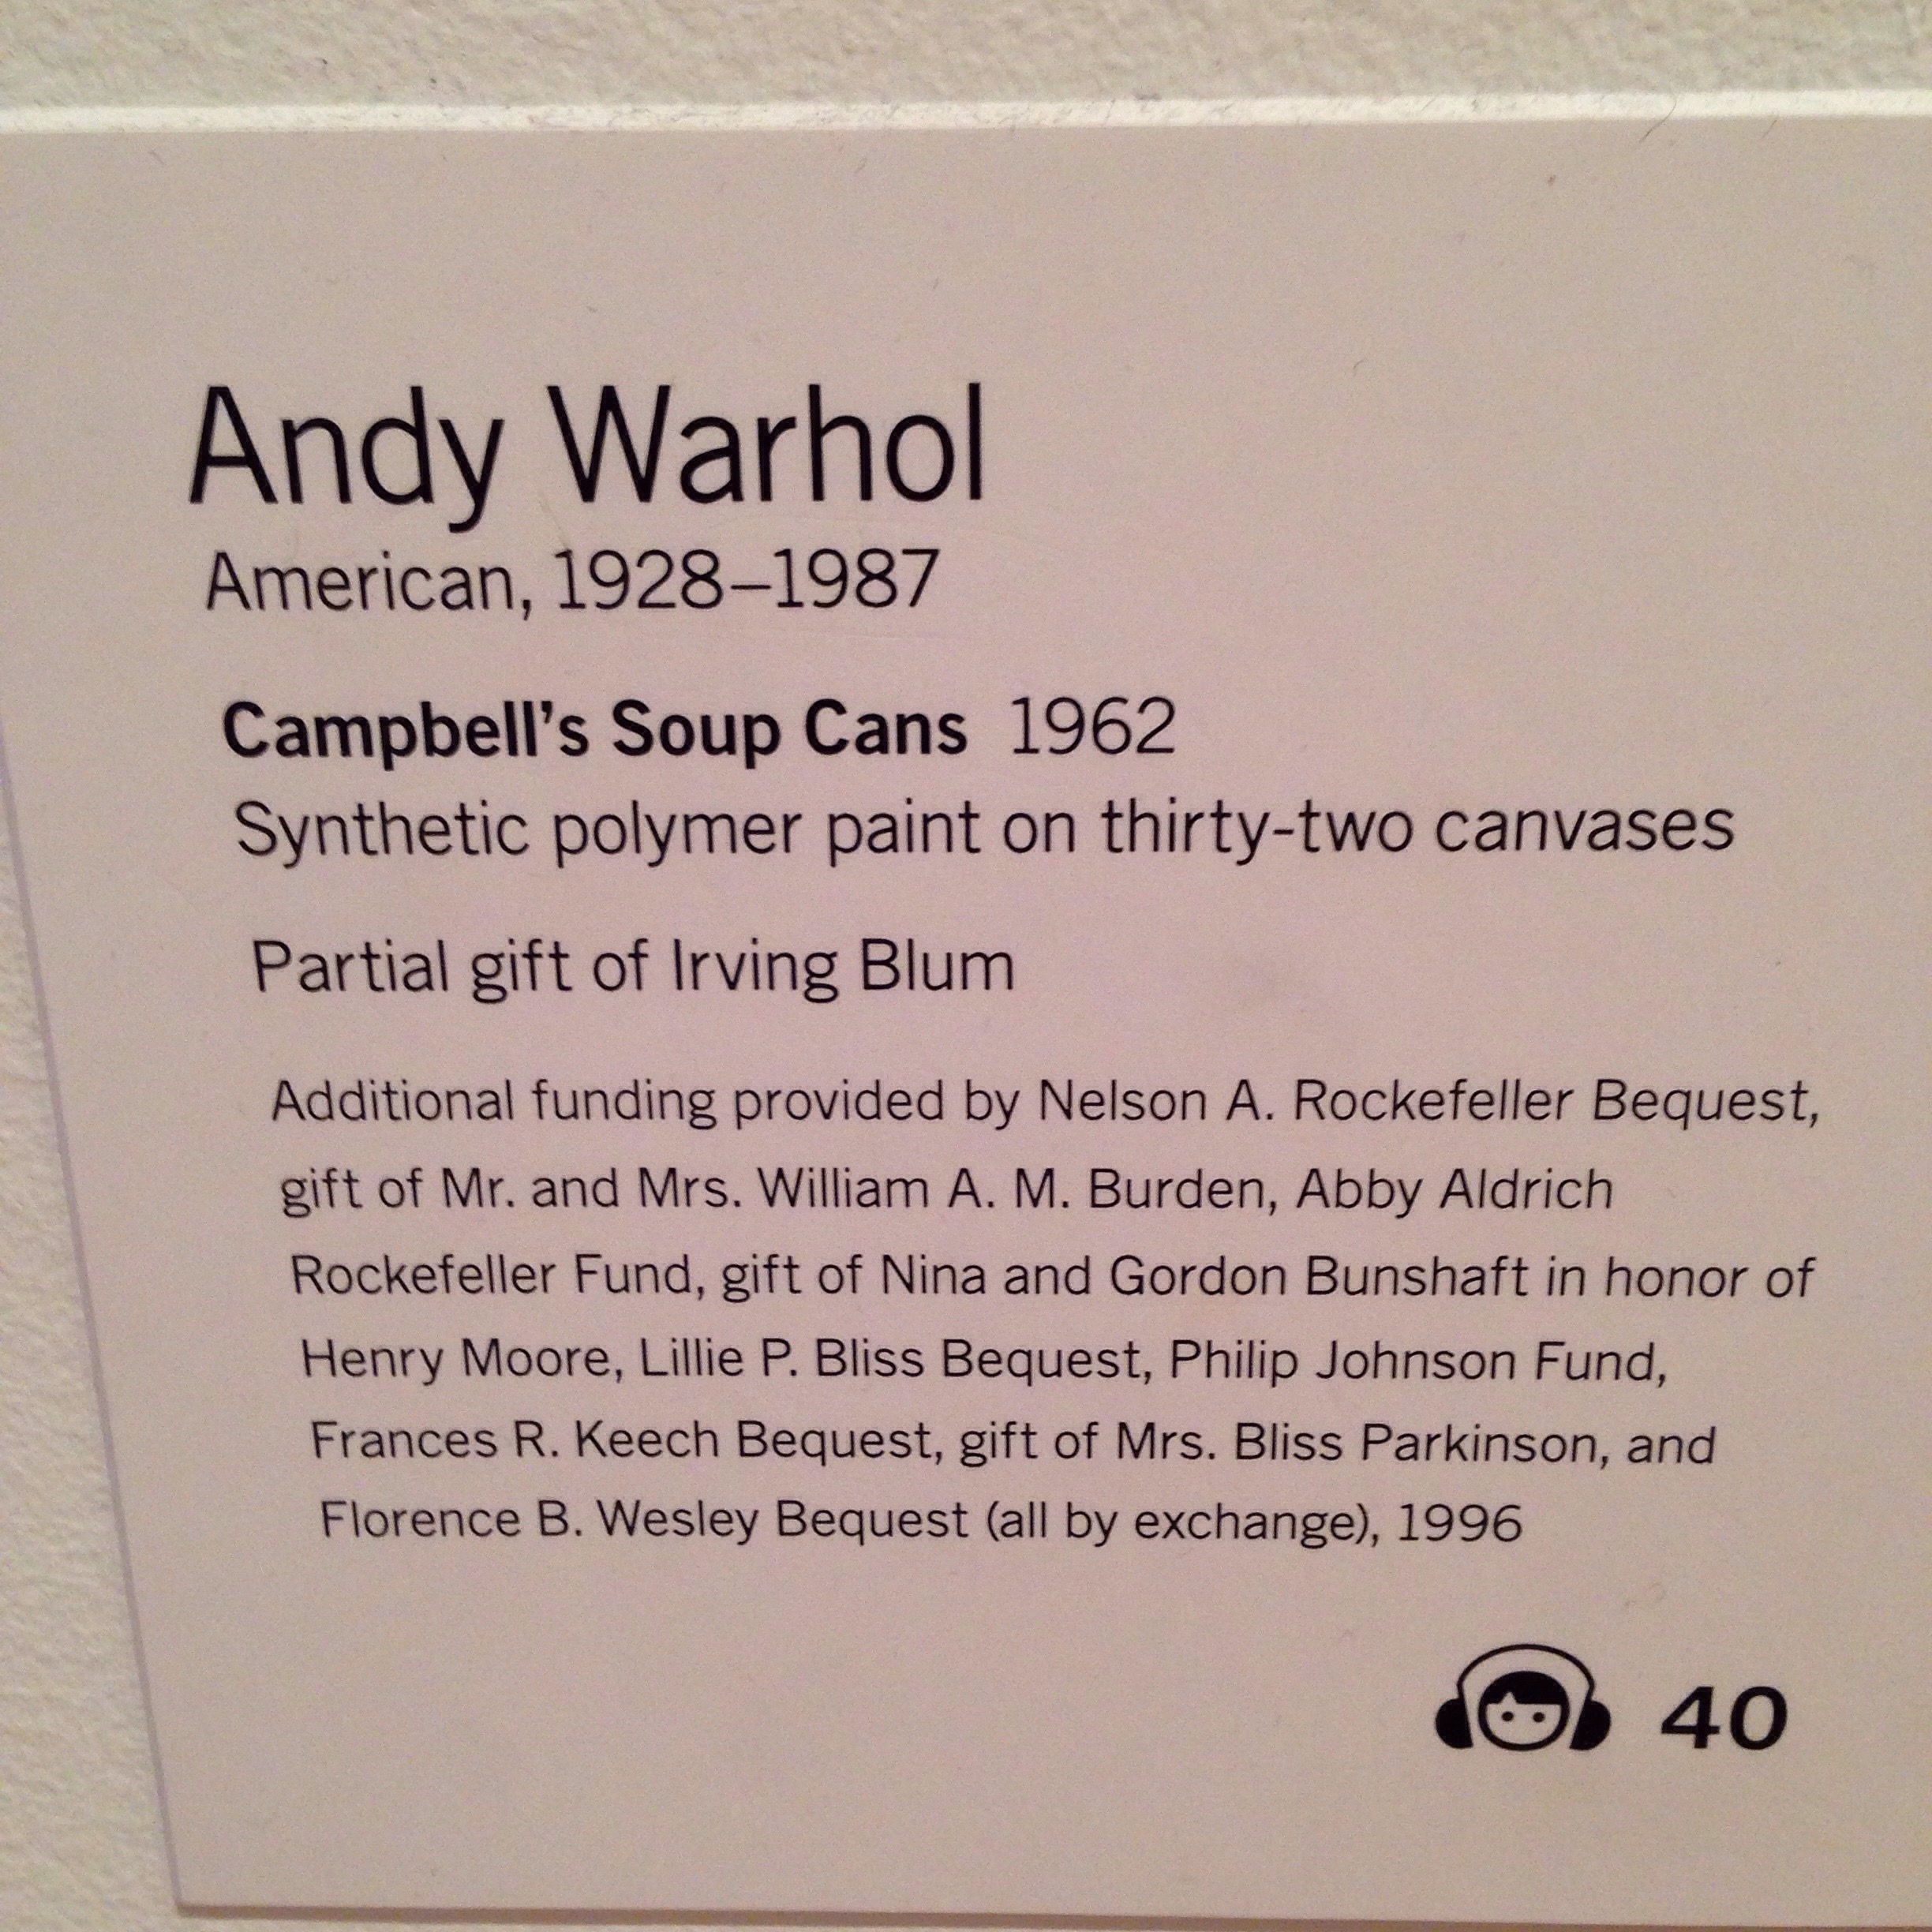 Andy Warhol
American, 1928–1987
Campbell's Soup Cans 1962
Synthetic polymer paint on thirty-two canvases
Partial gift of Irving Blum
Additional funding provided by Nelson A. Rockefeller Bequest,
gift of Mr. and Mrs. William A. M. Burden, Abby Aldrich
Rockefeller Fund, gift of Nina and Gordon Bunshaft in honor of
Henry Moore, Lillie P. Bliss Bequest, Philip Johnson Fund,
Frances R. Keech Bequest, gift of Mrs. Bliss Parkinson, and
Florence B. Wesley Bequest (all by exchange), 1996
40